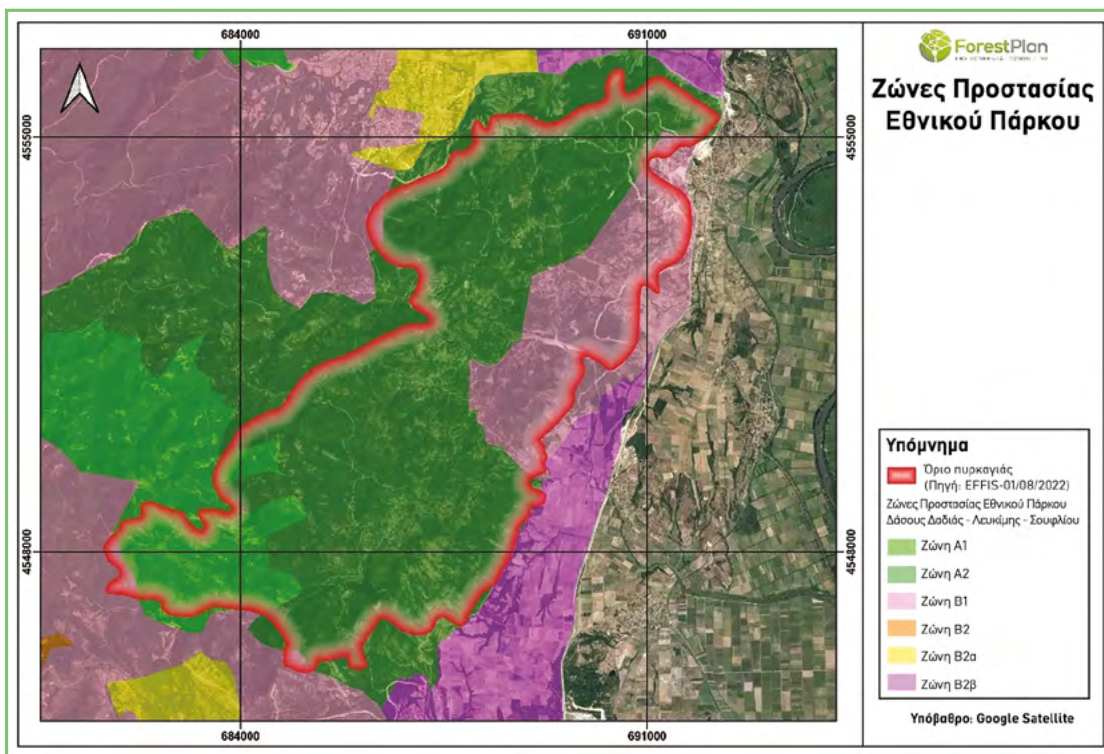 684000
691000
4555000
4555000
4548000
4548000
684000
691000
ForestPlan
Ζώνες Προστασίας
Εθνικού Πάρκου
Υπόμνημα
Όριο πυρκαγιάς
(Πηγή: EFFIS-01/08/2022)
Ζώνες Προστασίας Εθνικού Πάρκου
Δάσους Δαδιάς - Λευκίμης - Σουφλίου
Ζώνη Α1
Ζώνη Α2
Ζώνη Β1
Ζώνη Β2
Ζώνη Β2α
Ζώνη Β2β
Υπόβαθρο: Google Satellite